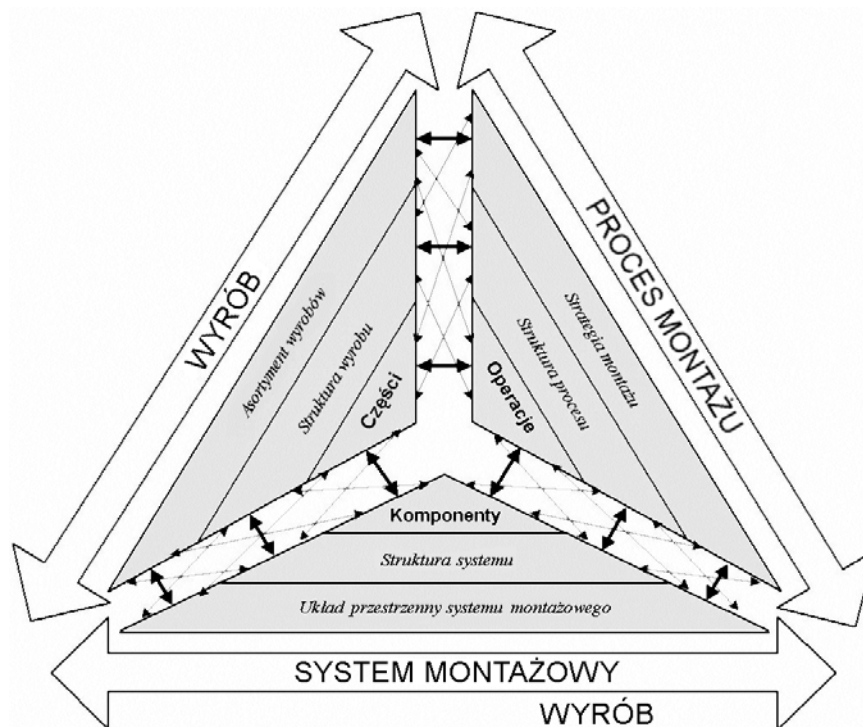 WYRÓB
Asortyment wyrobów
Struktura wyrobu
Części
PROCES MONTAŻU
Strategia montażu
Struktura procesu
Operacje
Komponenty
Struktura systemu
Układ przestrzenny systemu montażowego
SYSTEM MONTAŻOWY
WYRÓB